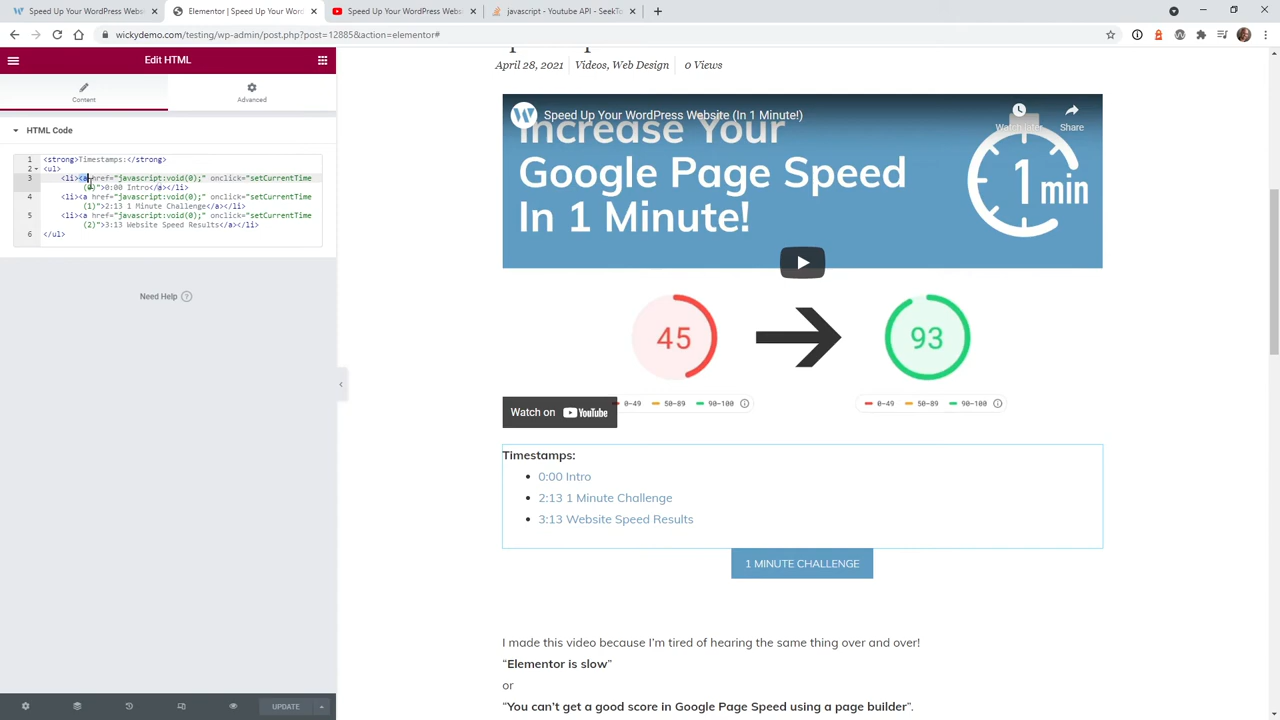 Speed Up Your WordPress Websi
Elementor | Speed Up Your WordP
Speed Up Your WordPress Websit
javascript - Youtube API - SeekTo
wickydemo.com/testing/wp-admin/post.php?post=12885&action=elementor#
Edit HTML
Content
Advanced
HTML Code
1 <strong>Timestamps:</strong>
2 <ul>
3 <li><a href="javascript:void(0);" onclick="setCurrentTime
">0:00 Intro</a></li>
4 <li><a href="javascript:void(0);" onclick="setCurrentTime
(1)">2:13 1 Minute Challenge</a></li>
5 <li><a href="javascript:void(0);" onclick="setCurrentTime
(2)">3:13 Website Speed Results</a></li>
6 </ul>
Need Help ?
UPDATE
April 28, 2021 Videos, Web Design 0 Views
W Speed Up Your WordPress Website (In 1 Minute!)
Watch later Share
Increase Your
Google Page Speed
In 1 Minute!
1
min
45
93
0–49 50–89 90–100
0–49 50–89 90–100
Watch on YouTube
Timestamps:
0:00 Intro
2:13 1 Minute Challenge
3:13 Website Speed Results
1 MINUTE CHALLENGE
I made this video because I'm tired of hearing the same thing over and over!
“Elementor is slow”
or
“You can't get a good score in Google Page Speed using a page builder”.